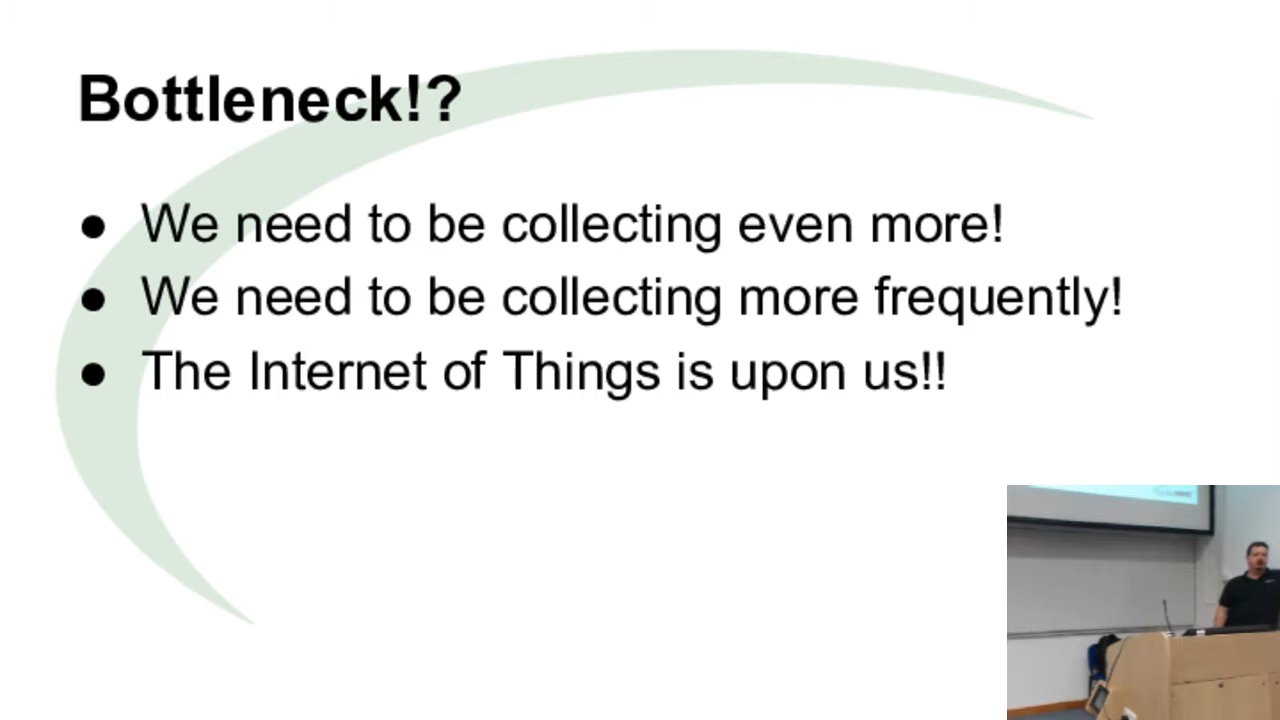 Bottleneck!?
● We need to be collecting even more!
● We need to be collecting more frequently!
● The Internet of Things is upon us!!